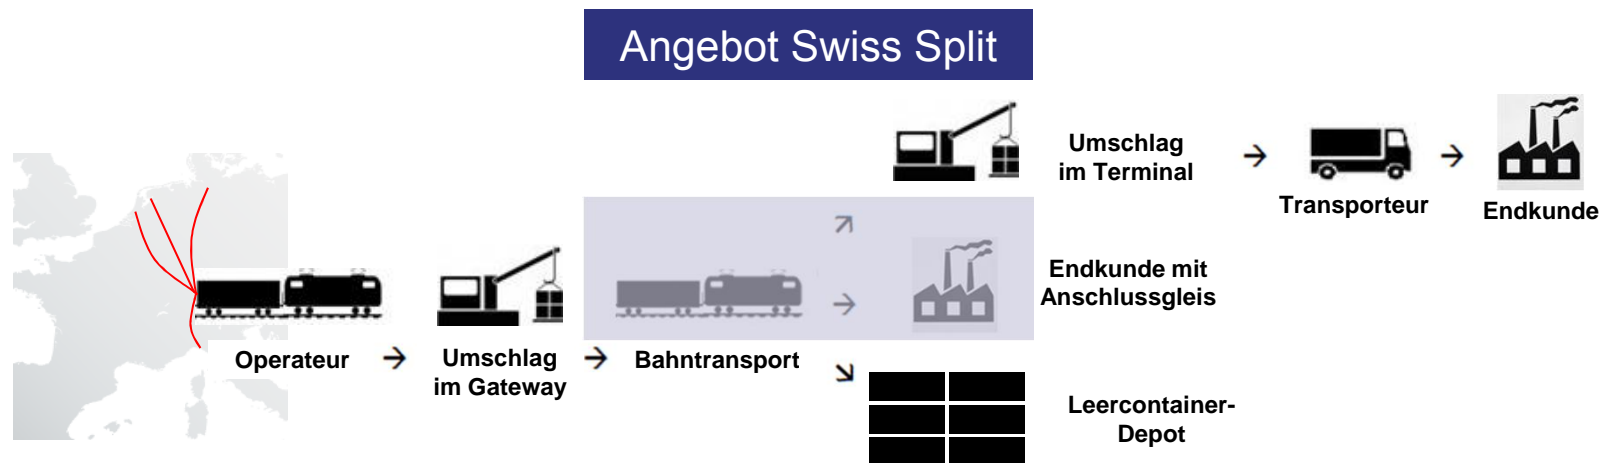 Angebot Swiss Split
Umschlag
im Terminal
Transporteur
Endkunde
Endkunde mit
Anschlussgleis
Operateur
Umschlag
im Gateway
Bahntransport
Leercontainer-
Depot